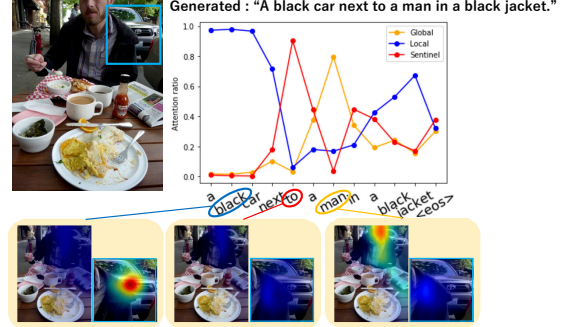 Generated : “A black car next to a man in a black jacket.”
Global
Local
Sentinel
Attention ratio
1.0
0.8
0.6
0.4
0.2
0.0
a
black
car
next
to
a
man
in
a
black
jacket
<eos>